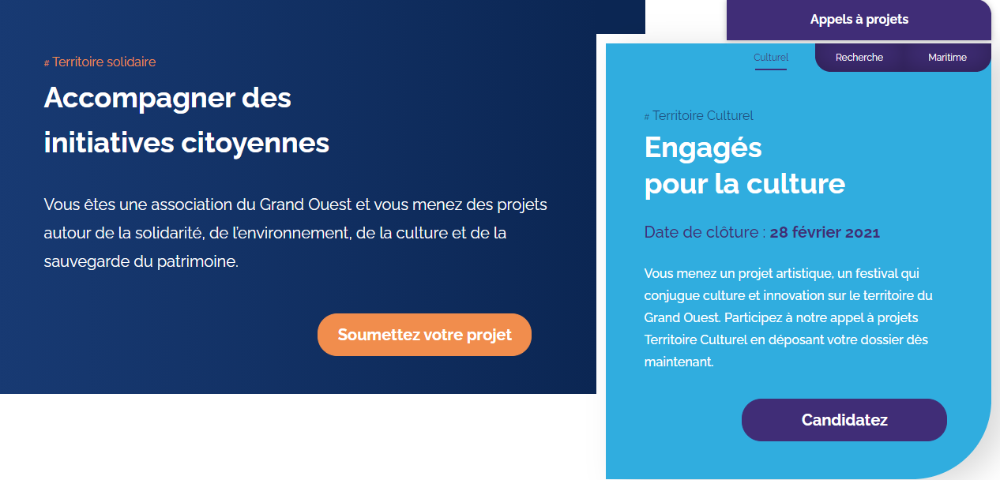 # Territoire solidaire
Accompagner des
initiatives citoyennes
Vous êtes une association du Grand Ouest et vous menez des projets
autour de la solidarité, de l'environnement, de la culture et de la
sauvegarde du patrimoine.
Soumettez votre projet
Appels à projets
Culturel Recherche Maritime
# Territoire Culturel
Engagés
pour la culture
Date de clôture : 28 février 2021
Vous menez un projet artistique, un festival qui
conjugue culture et innovation sur le territoire du
Grand Ouest. Participez à notre appel à projets
Territoire Culturel en déposant votre dossier dès
maintenant.
Candidatez